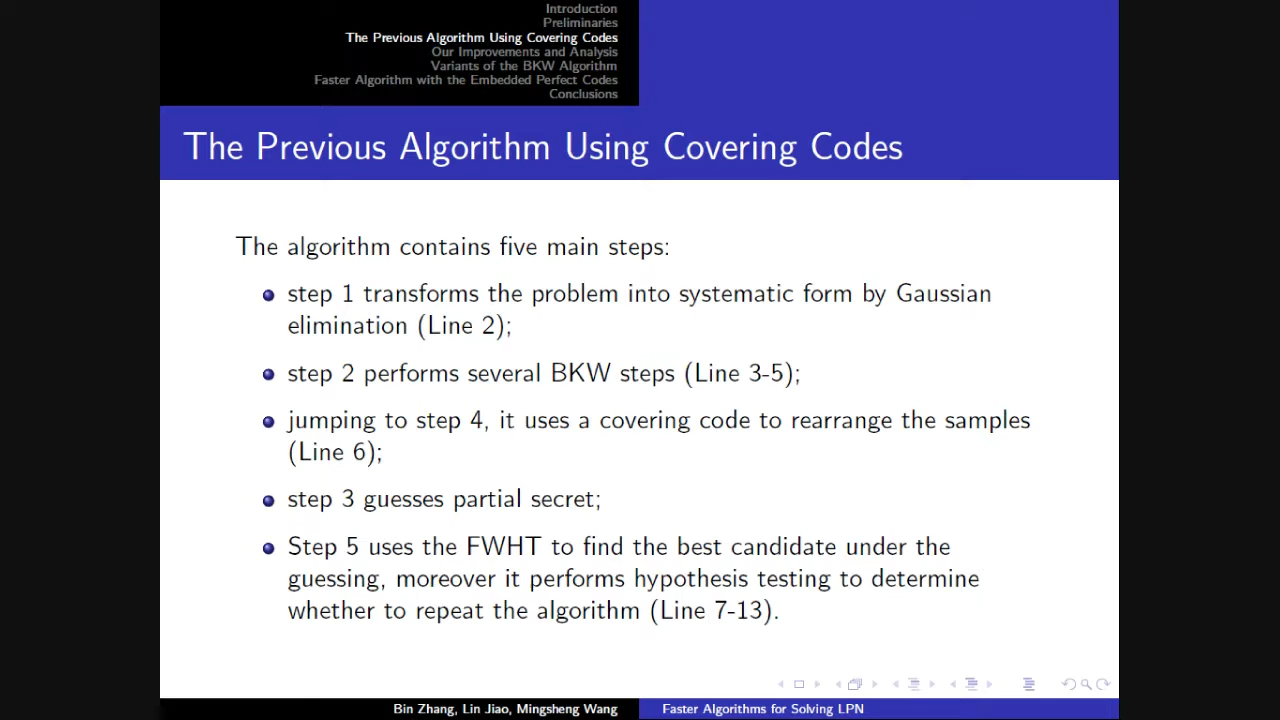 Introduction
Preliminaries
The Previous Algorithm Using Covering Codes
Our Improvements and Analysis
Variants of the BKW Algorithm
Faster Algorithm with the Embedded Perfect Codes
Conclusions
The Previous Algorithm Using Covering Codes
The algorithm contains five main steps:
step 1 transforms the problem into systematic form by Gaussian
elimination (Line 2);
step 2 performs several BKW steps (Line 3-5);
jumping to step 4, it uses a covering code to rearrange the samples
(Line 6);
step 3 guesses partial secret;
Step 5 uses the FWHT to find the best candidate under the
guessing, moreover it performs hypothesis testing to determine
whether to repeat the algorithm (Line 7-13).
Bin Zhang, Lin Jiao, Mingsheng Wang
Faster Algorithms for Solving LPN